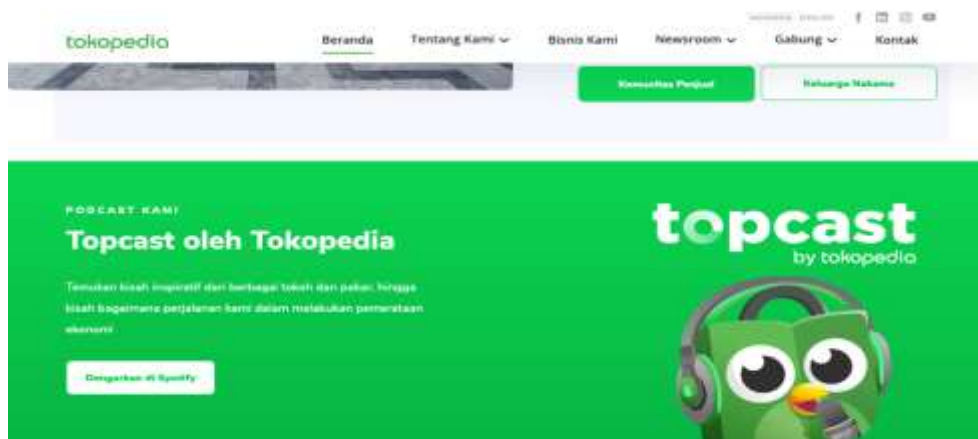 INDONESIA ENGLISH
tokopedia
Beranda
Tentang Kami
Bisnis Kami
Newsroom
Gabung
Kontak
Komunitas Penjual
Keluarga Nakama
PODCAST KAMI
Topcast oleh Tokopedia
Temukan kisah inspiratif dari berbagai tokoh dan pakar, hingga
kisah bagaimana perjalanan kami dalam melakukan pemerataan
ekonomi
Dengarkan di Spotify
topcast
by tokopedia